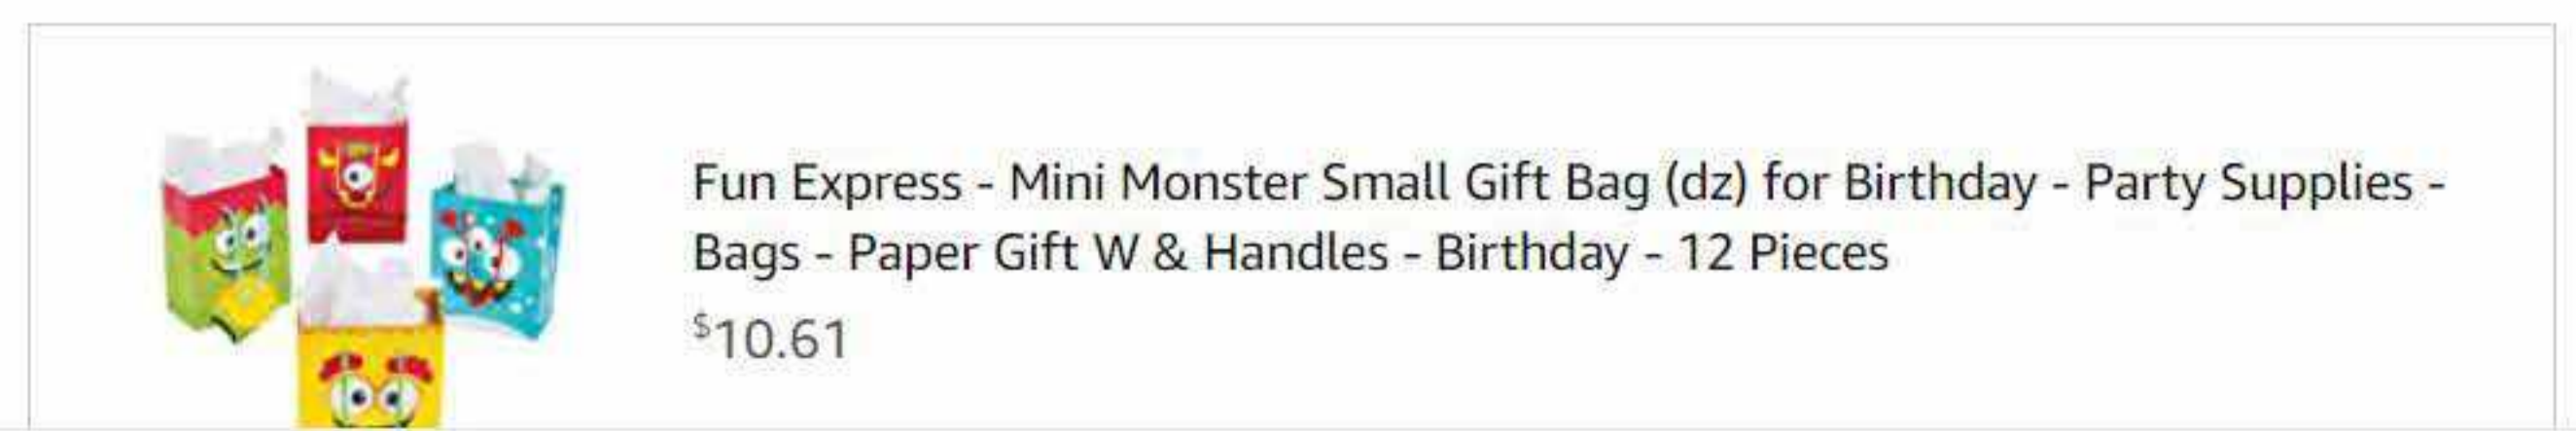 Fun Express - Mini Monster Small Gift Bag (dz) for Birthday - Party Supplies -
Bags - Paper Gift W & Handles - Birthday - 12 Pieces
$10.61